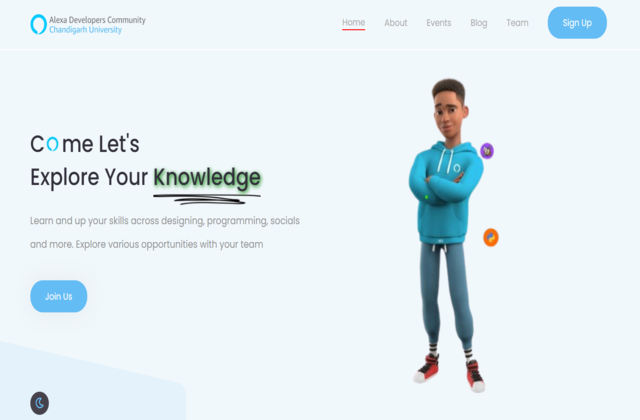 Alexa Developers Community
Chandigarh University
Home
About
Events
Blog
Team
Sign Up
Come Let's
Explore Your Knowledge
Learn and up your skills across designing, programming, socials
and more. Explore various opportunities with your team
Join Us